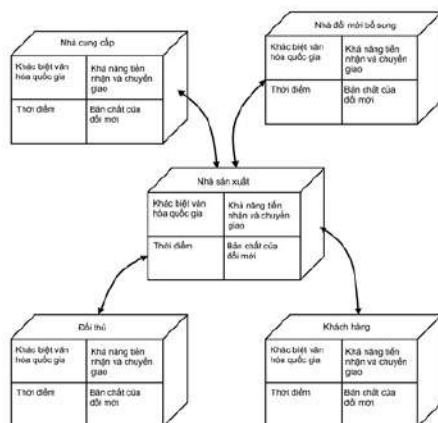 Nhà cung cấp
Khác biệt văn
hóa quốc gia
Khả năng tiến
nhận và chuyển
giao
Thời điểm
Bản chất của
đổi mới
Nhà đổi mới bổ sung
Khác biệt văn
hóa quốc gia
Khả năng tiến
nhận và chuyển
giao
Thời điểm
Bản chất của
đổi mới
Nhà sản xuất
Khác biệt văn
hóa quốc gia
Khả năng tiến
nhận và chuyển
giao
Thời điểm
Bản chất của
đổi mới
Đối thủ
Khác biệt văn
hóa quốc gia
Khả năng tiến
nhận và chuyển
giao
Thời điểm
Bản chất của
đổi mới
Khách hàng
Khác biệt văn
hóa quốc gia
Khả năng tiến
nhận và chuyển
giao
Thời điểm
Bản chất của
đổi mới